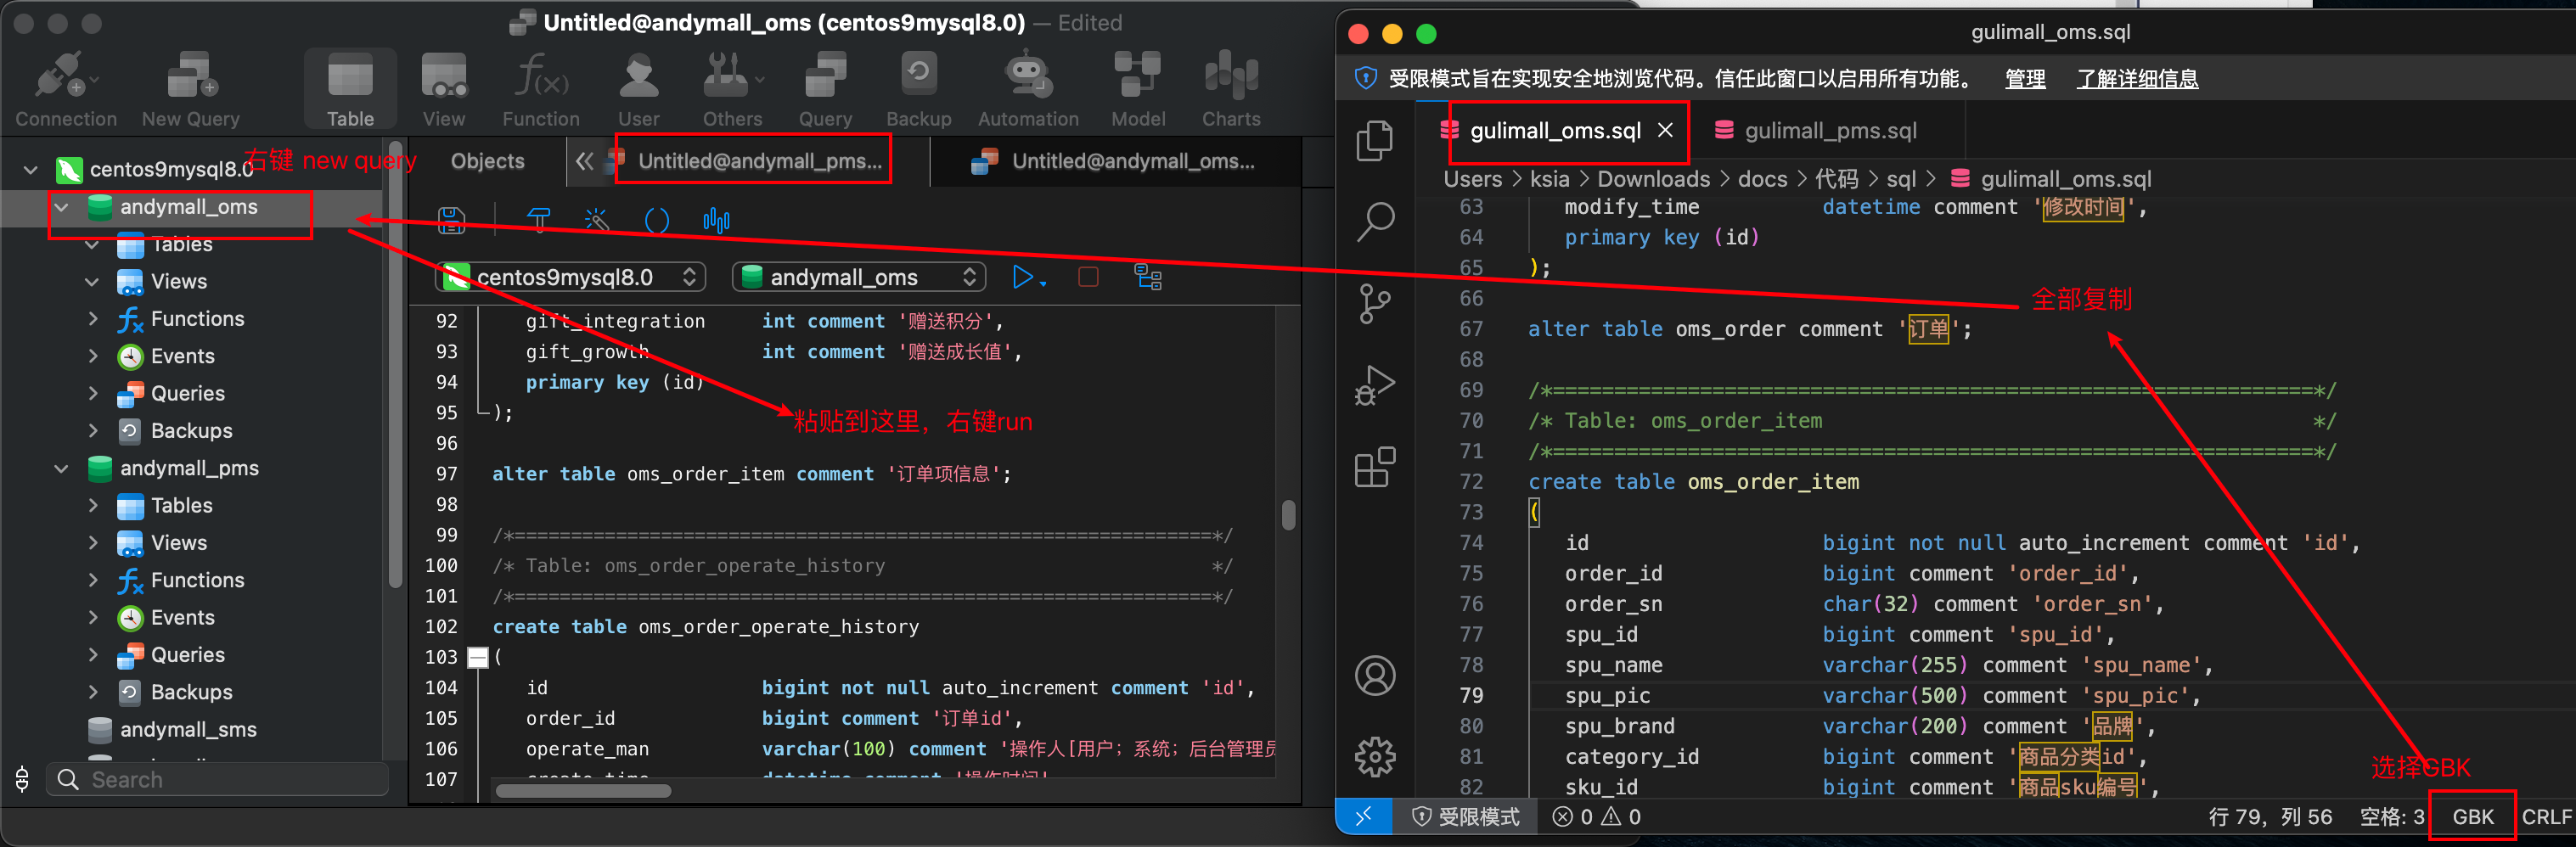 Untitled@andymall_oms (centos9mysql8.0) — Edited
Connection
New Query
Table
View
Function
User
Others
Query
Backup
Automation
Model
Charts
centos9mysql8.0
右键 new query
andymall_oms
Tables
Views
Functions
Events
Queries
Backups
andymall_pms
Tables
Views
Functions
Events
Queries
Backups
andymall_sms
Search
Objects
Untitled@andymall_pms...
Untitled@andymall_oms...
centos9mysql8.0
andymall_oms
92 gift_integration int comment '赠送积分',
93 gift_growth int comment '赠送成长值',
94 primary key (id)
95 );
粘贴到这里，右键run
96
97 alter table oms_order_item comment '订单项信息';
98
99 /*==============================================================*/
100 /* Table: oms_order_operate_history */
101 /*==============================================================*/
102 create table oms_order_operate_history
103 (
104 id bigint not null auto_increment comment 'id',
105 order_id bigint comment '订单id',
106 operate_man varchar(100) comment '操作人[用户；系统；后台管理员
107 create_time datetime comment '操作时间'
gulimall_oms.sql
受限模式旨在实现安全地浏览代码。信任此窗口以启用所有功能。 管理 了解详细信息
gulimall_oms.sql
gulimall_pms.sql
Users > ksia > Downloads > docs > 代码 > sql > gulimall_oms.sql
63 modify_time datetime comment '修改时间',
64 primary key (id)
65 );
66
全部复制
67 alter table oms_order comment '订单';
68
69 /*==============================================================*/
70 /* Table: oms_order_item */
71 /*==============================================================*/
72 create table oms_order_item
73 (
74 id bigint not null auto_increment comment 'id',
75 order_id bigint comment 'order_id',
76 order_sn char(32) comment 'order_sn',
77 spu_id bigint comment 'spu_id',
78 spu_name varchar(255) comment 'spu_name',
79 spu_pic varchar(500) comment 'spu_pic',
80 spu_brand varchar(200) comment '品牌',
81 category_id bigint comment '商品分类id',
选择GBK
82 sku_id bigint comment '商品sku编号',
受限模式
0
0
行 79，列 56
空格: 3
GBK
CRLF